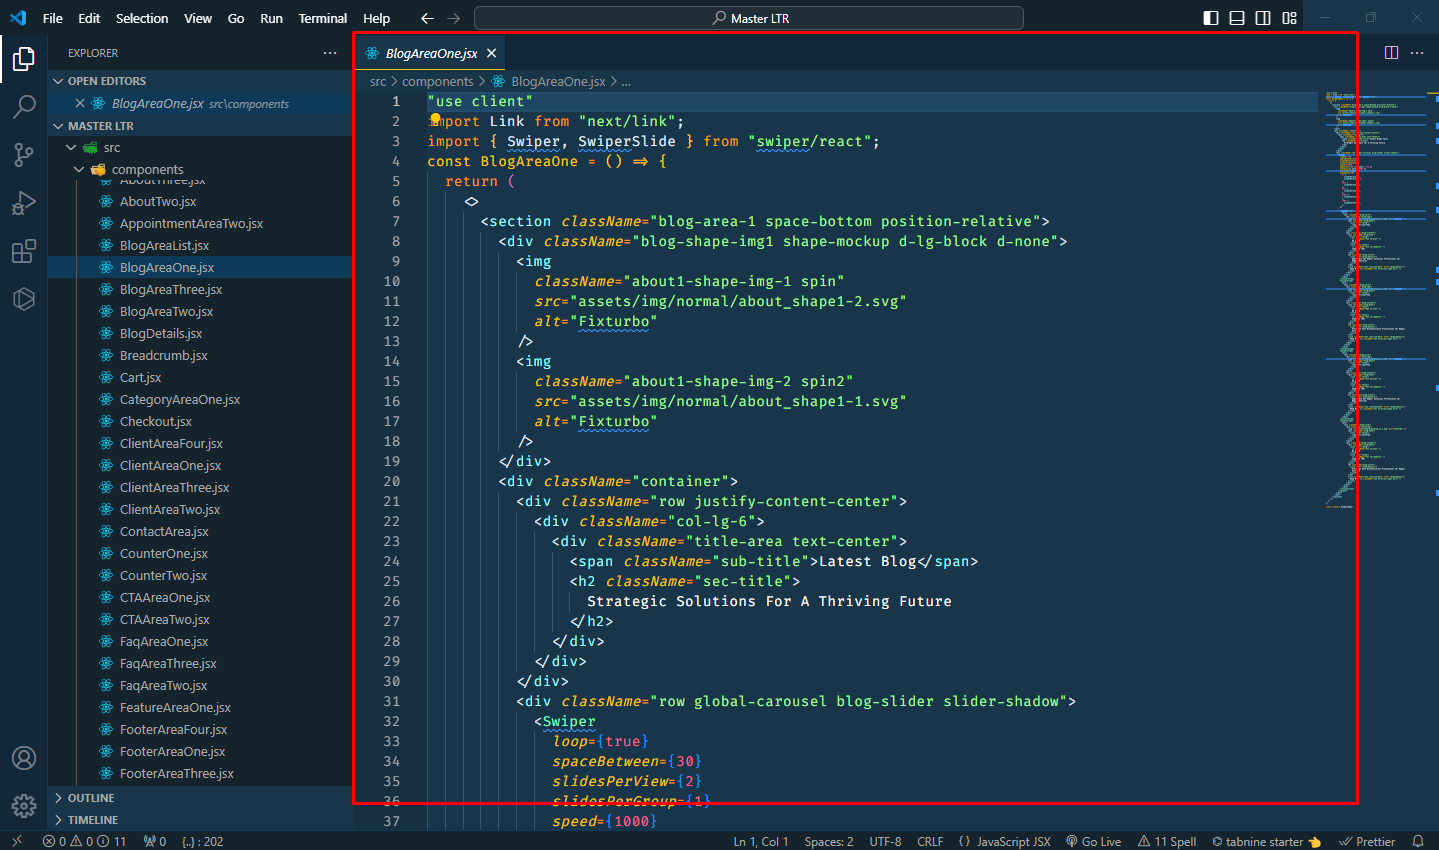 File Edit Selection View Go Run Terminal Help
Master LTR
EXPLORER
OPEN EDITORS
BlogAreaOne.jsx src\components
MASTER LTR
src
components
AboutThree.jsx
AboutTwo.jsx
AppointmentAreaTwo.jsx
BlogAreaList.jsx
BlogAreaOne.jsx
BlogAreaThree.jsx
BlogAreaTwo.jsx
BlogDetails.jsx
Breadcrumb.jsx
Cart.jsx
CategoryAreaOne.jsx
Checkout.jsx
ClientAreaFour.jsx
ClientAreaOne.jsx
ClientAreaThree.jsx
ClientAreaTwo.jsx
ContactArea.jsx
CounterOne.jsx
CounterTwo.jsx
CTAAreaOne.jsx
CTAAreaTwo.jsx
FaqAreaOne.jsx
FaqAreaThree.jsx
FaqAreaTwo.jsx
FeatureAreaOne.jsx
FooterAreaFour.jsx
FooterAreaOne.jsx
FooterAreaThree.jsx
OUTLINE
TIMELINE
BlogAreaOne.jsx
src > components > BlogAreaOne.jsx > ...
1 "use client"
2 import Link from "next/link";
3 import { Swiper, SwiperSlide } from "swiper/react";
4 const BlogAreaOne = () => {
5 return (
6 <>
7 <section className="blog-area-1 space-bottom position-relative">
8 <div className="blog-shape-img1 shape-mockup d-lg-block d-none">
9 <img
10 className="about1-shape-img-1 spin"
11 src="assets/img/normal/about_shape1-2.svg"
12 alt="Fixturbo"
13 />
14 <img
15 className="about1-shape-img-2 spin2"
16 src="assets/img/normal/about_shape1-1.svg"
17 alt="Fixturbo"
18 />
19 </div>
20 <div className="container">
21 <div className="row justify-content-center">
22 <div className="col-lg-6">
23 <div className="title-area text-center">
24 <span className="sub-title">Latest Blog</span>
25 <h2 className="sec-title">
26 Strategic Solutions For A Thriving Future
27 </h2>
28 </div>
29 </div>
30 </div>
31 <div className="row global-carousel blog-slider slider-shadow">
32 <Swiper
33 loop={true}
34 spaceBetween={30}
35 slidesPerView={2}
36 slidesPerGroup={1}
37 speed={1000}
0 0 11 0 {..} : 202 Ln 1, Col 1 Spaces: 2 UTF-8 CRLF {} JavaScript JSX Go Live 11 Spell tabnine starter Prettier